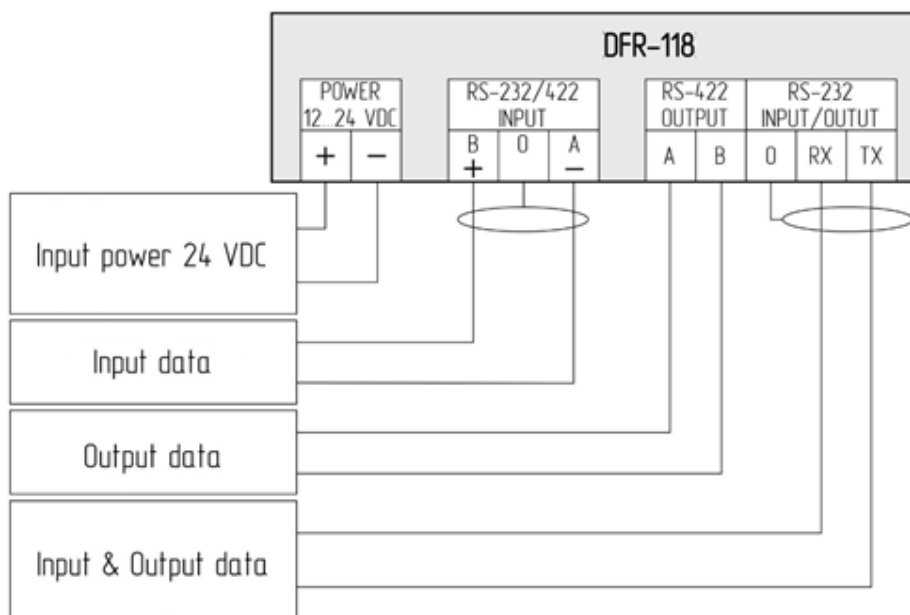 DFR-118
POWER
12...24 VDC
+ −
RS-232/422
INPUT
B 0 A
+ −
RS-422
OUTPUT
A B
RS-232
INPUT/OUTUT
0 RX TX
Input power 24 VDC
Input data
Output data
Input & Output data